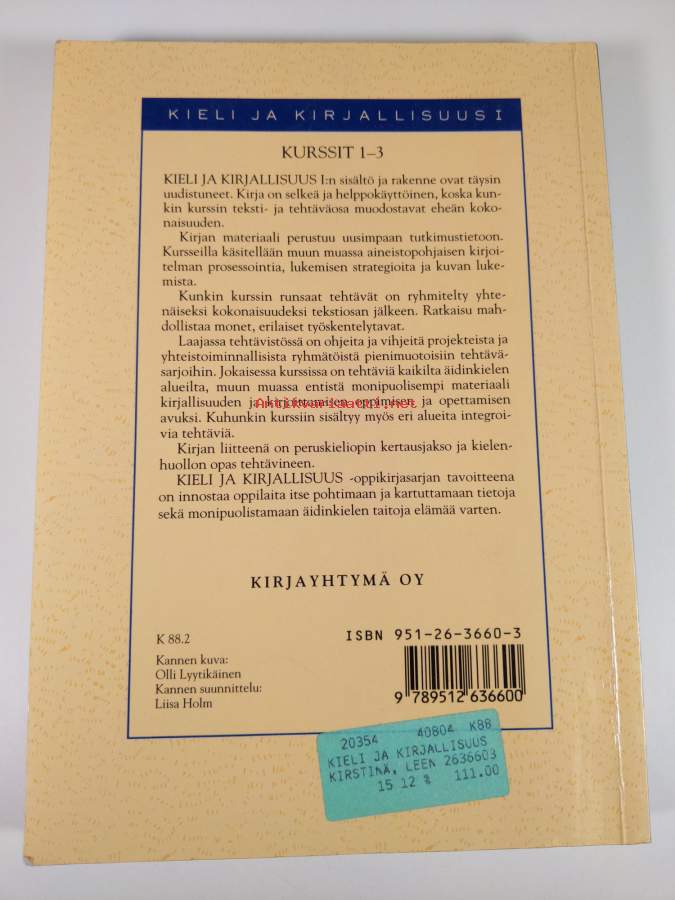 KIELI JA KIRJALLISUUS I
KURSSIT 1–3
KIELI JA KIRJALLISUUS I:n sisältö ja rakenne ovat täysin
uudistuneet. Kirja on selkeä ja helppokäyttöinen, koska kun-
kin kurssin teksti- ja tehtäväosa muodostavat eheän koko-
naisuuden.
Kirjan materiaali perustuu uusimpaan tutkimustietoon.
Kursseilla käsitellään muun muassa aineistopohjaisen kirjoi-
telman prosessointia, lukemisen strategioita ja kuvan luke-
mista.
Kunkin kurssin runsaat tehtävät on ryhmitelty yhte-
näiseksi kokonaisuudeksi tekstiosan jälkeen. Ratkaisu mah-
dollistaa monet, erilaiset työskentelytavat.
Laajassa tehtävistössä on ohjeita ja vihjeitä projekteista ja
yhteistoiminnallisista ryhmätöistä pienimuotoisiin tehtävä-
sarjoihin. Jokaisessa kurssissa on tehtäviä kaikilta äidinkielen
alueilta, muun muassa entistä monipuolisempi materiaali
kirjallisuuden ja kirjoittamisen oppimisen ja opettamisen
Antikvariaatti.net
avuksi. Kuhunkin kurssiin sisältyy myös eri alueita integroi-
via tehtäviä.
Kirjan liitteenä on peruskieliopin kertausjakso ja kielen-
huollon opas tehtävineen.
KIELI JA KIRJALLISUUS -oppikirjasarjan tavoitteena
on innostaa oppilaita itse pohtimaan ja kartuttamaan tietoja
sekä monipuolistamaan äidinkielen taitoja elämää varten.
KIRJAYHTYMÄ OY
K 88.2
Kannen kuva:
Olli Lyytikäinen
Kannen suunnittelu:
Liisa Holm
ISBN 951-26-3660-3
9 789512 636600
20354 40804 K88
KIELI JA KIRJALLISUUS
KIRSTINÄ, LEEN 2636603
15 12 % 111.00